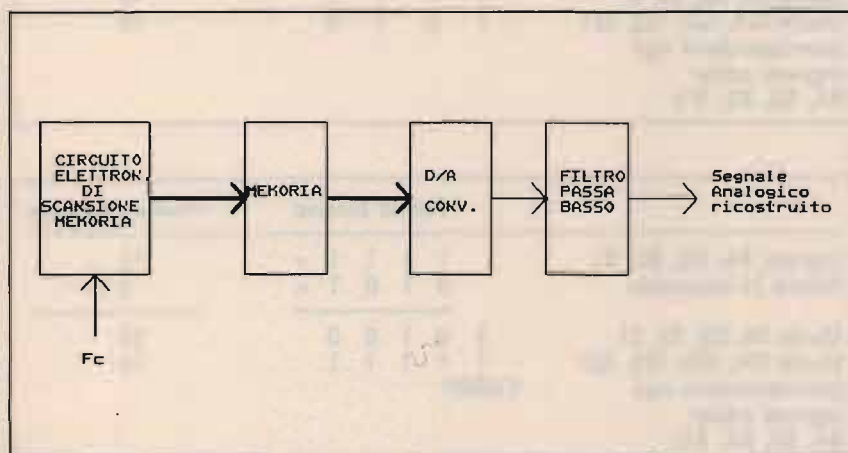 CIRCUITO
ELETTRON.
DI
SCANSIONE
MEMORIA
MEMORIA
D/A
CONV.
FILTRO
PASSA
BASSO
Segnale
Analogico
ricostruito
Fc